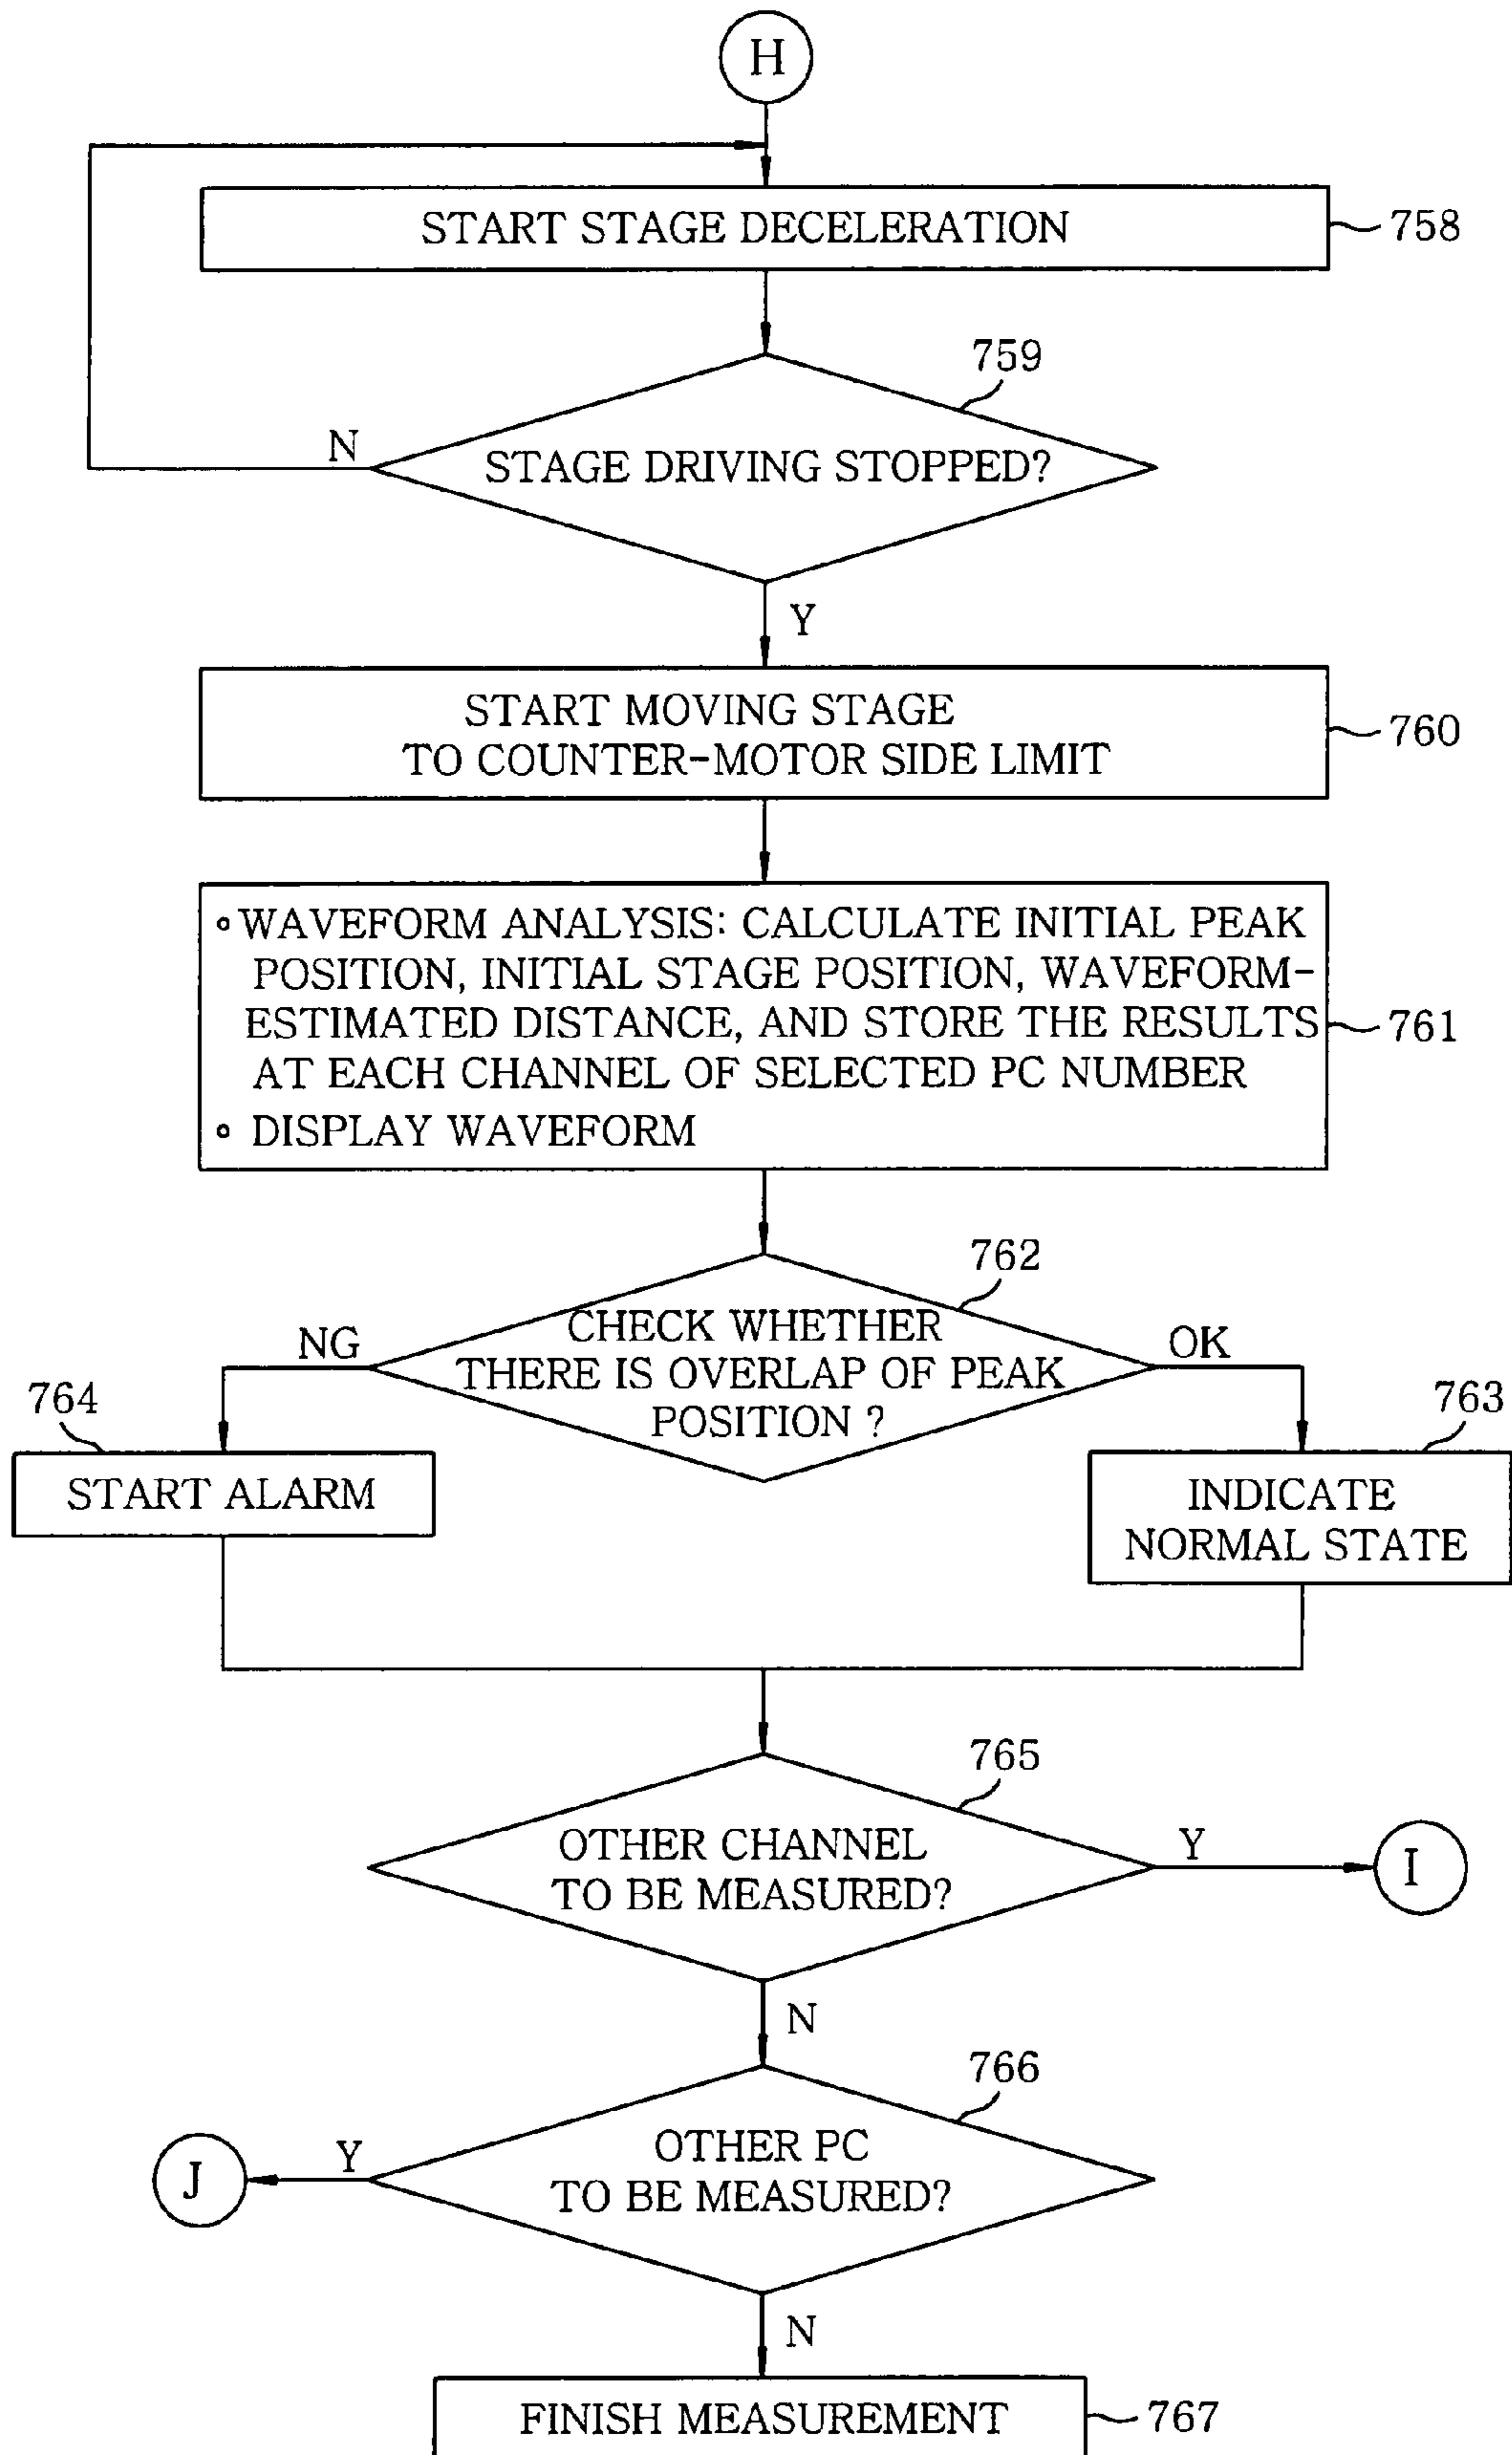 H
START STAGE DECELERATION
758
759
N
STAGE DRIVING STOPPED?
Y
START MOVING STAGE
TO COUNTER-MOTOR SIDE LIMIT
760
◦ WAVEFORM ANALYSIS: CALCULATE INITIAL PEAK
POSITION, INITIAL STAGE POSITION, WAVEFORM-
ESTIMATED DISTANCE, AND STORE THE RESULTS
AT EACH CHANNEL OF SELECTED PC NUMBER
◦ DISPLAY WAVEFORM
761
762
NG
CHECK WHETHER
THERE IS OVERLAP OF PEAK
POSITION ?
OK
764
START ALARM
763
INDICATE
NORMAL STATE
765
OTHER CHANNEL
TO BE MEASURED?
Y
I
N
766
OTHER PC
TO BE MEASURED?
Y
J
N
FINISH MEASUREMENT
767